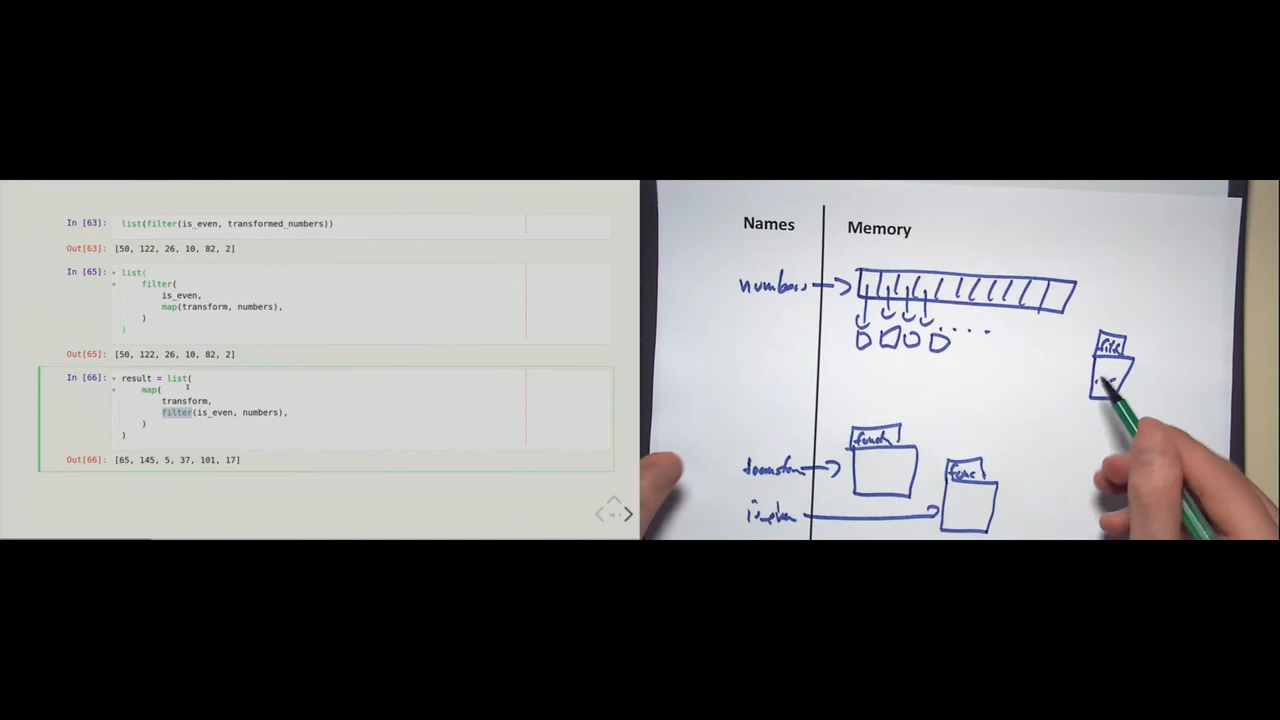 In [63]: list(filter(is_even, transformed_numbers))
Out[63]: [50, 122, 26, 10, 82, 2]
In [65]: list(
filter(
is_even,
map(transform, numbers),
)
)
Out[65]: [50, 122, 26, 10, 82, 2]
In [66]: result = list(
map(
transform,
filter(is_even, numbers),
)
)
Out[66]: [65, 145, 5, 37, 101, 17]
Names Memory
numbers
transform
is_even
func